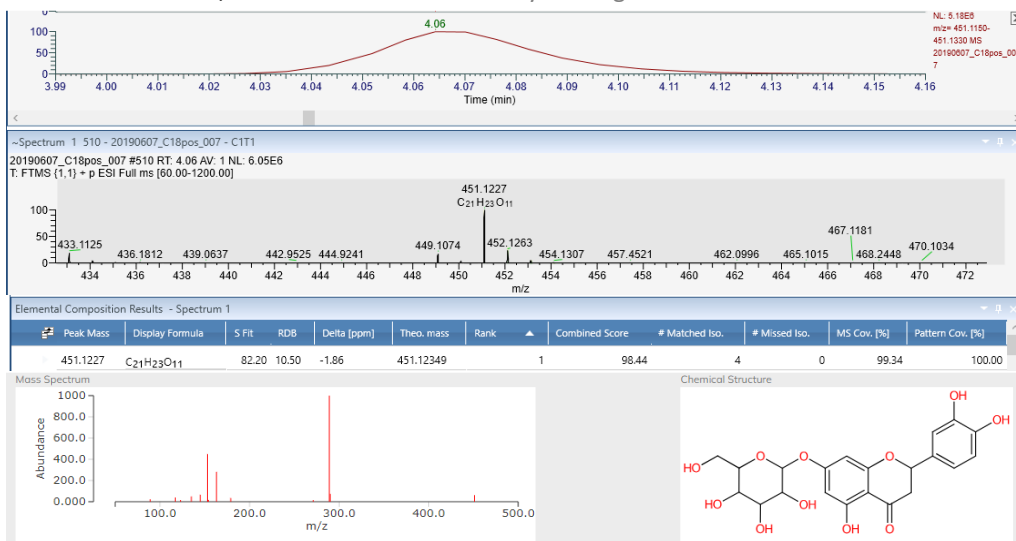 4.06
NL: 5.18E6
m/z= 451.1150-
451.1330 MS
20190607_C18pos_00
7
100
50
0
3.99 4.00 4.01 4.02 4.03 4.04 4.05 4.06 4.07 4.08 4.09 4.10 4.11 4.12 4.13 4.14 4.15 4.16
Time (min)
~Spectrum 1 510 - 20190607_C18pos_007 - C1T1
20190607_C18pos_007 #510 RT: 4.06 AV: 1 NL: 6.05E6
T: FTMS {1,1} + p ESI Full ms [60.00-1200.00]
451.1227
C21H23O11
100
50
0
433.1125 436.1812 439.0637 442.9525 444.9241 449.1074 452.1263 454.1307 457.4521 462.0996 465.1015 467.1181 468.2448 470.1034
434 436 438 440 442 444 446 448 450 452 454 456 458 460 462 464 466 468 470 472
m/z
Elemental Composition Results - Spectrum 1
Peak Mass Display Formula S Fit RDB Delta [ppm] Theo. mass Rank Combined Score # Matched Iso. # Missed Iso. MS Cov. [%] Pattern Cov. [%]
451.1227 C21H23O11 82.20 10.50 -1.86 451.12349 1 98.44 4 0 99.34 100.00
Mass Spectrum
1000
800.0
600.0
400.0
200.0
0.000
Abundance
100.0 200.0 300.0 400.0 500.0
m/z
Chemical Structure
OH
OH
HO
O
O
O
HO
OH
OH
OH
O